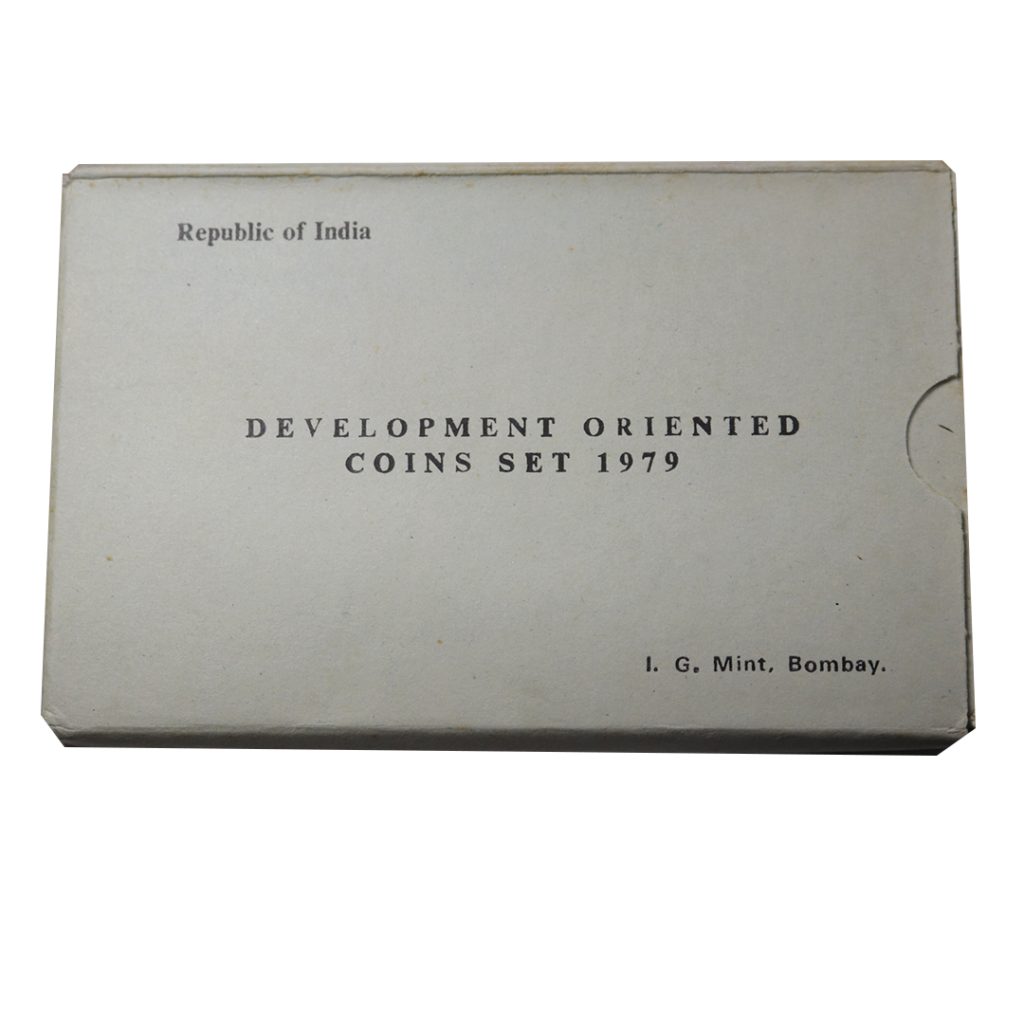 Republic of India
DEVELOPMENT ORIENTED
COINS SET 1979
I. G. Mint, Bombay.